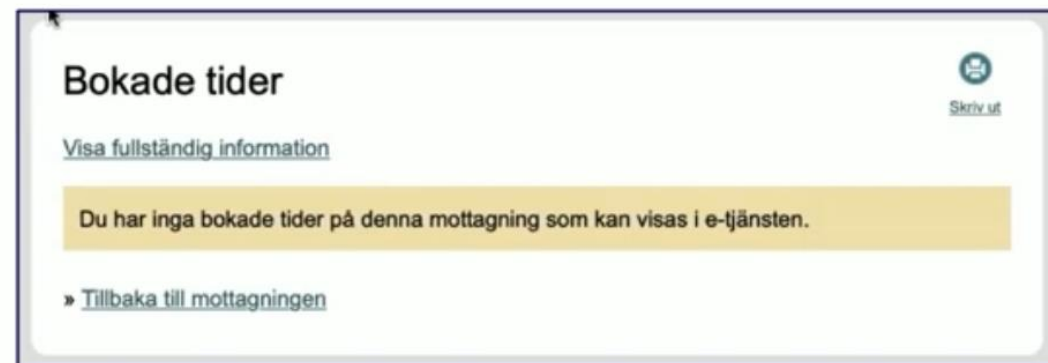 Bokade tider
Skriv ut
Visa fullständig information
Du har inga bokade tider på denna mottagning som kan visas i e-tjänsten.
» Tillbaka till mottagningen